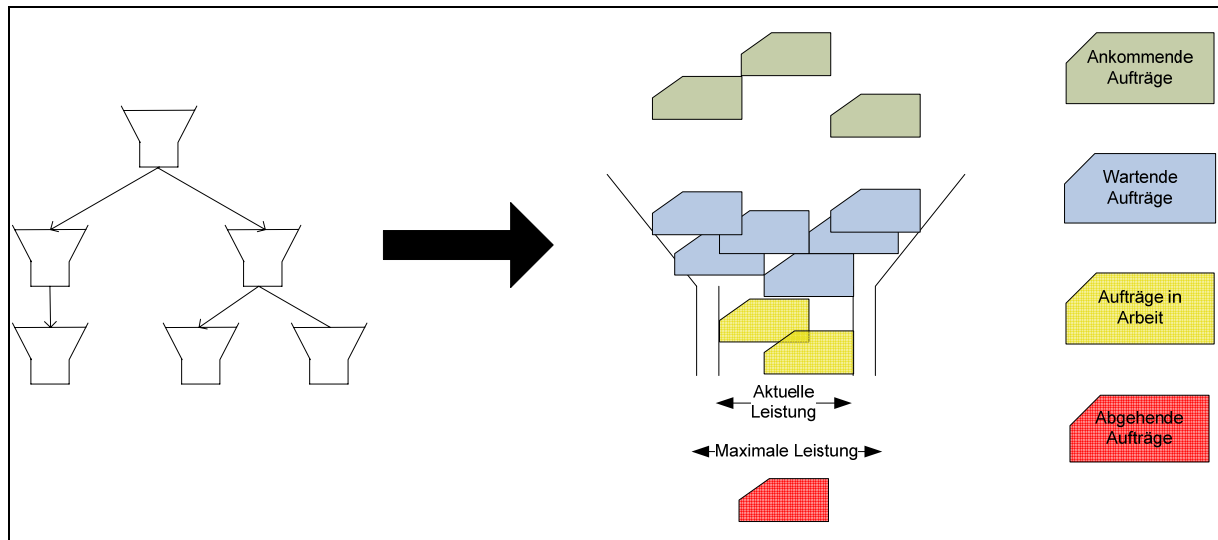 Ankommende
Aufträge
Wartende
Aufträge
Aufträge in
Arbeit
Aktuelle
Leistung
Abgehende
Aufträge
Maximale Leistung